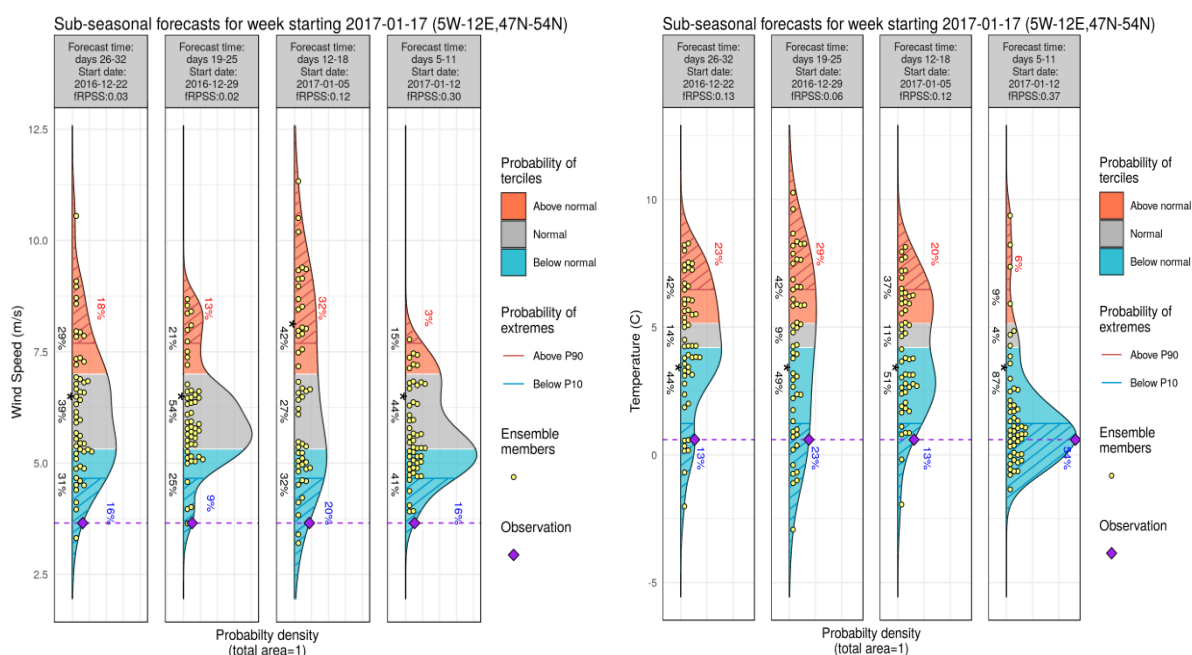 Sub-seasonal forecasts for week starting 2017-01-17 (5W-12E,47N-54N)
Forecast time:
days 26-32
Start date:
2016-12-22
fRPSS:0.03
Forecast time:
days 19-25
Start date:
2016-12-29
fRPSS:0.02
Forecast time:
days 12-18
Start date:
2017-01-05
fRPSS:0.12
Forecast time:
days 5-11
Start date:
2017-01-12
fRPSS:0.30
Wind Speed (m/s)
12.5
10.0
7.5
5.0
2.5
29%
39%
31%
18%
16%
*
21%
54%
25%
13%
9%
*
42%
27%
32%
32%
20%
*
15%
44%
41%
3%
16%
*
Probabilty density
(total area=1)
Probability of
terciles
Above normal
Normal
Below normal
Probability of
extremes
Above P90
Below P10
Ensemble
members
Observation
Sub-seasonal forecasts for week starting 2017-01-17 (5W-12E,47N-54N)
Forecast time:
days 26-32
Start date:
2016-12-22
fRPSS:0.13
Forecast time:
days 19-25
Start date:
2016-12-29
fRPSS:0.06
Forecast time:
days 12-18
Start date:
2017-01-05
fRPSS:0.12
Forecast time:
days 5-11
Start date:
2017-01-12
fRPSS:0.37
Temperature (C)
10
5
0
-5
42%
14%
44%
23%
13%
*
42%
9%
49%
29%
23%
*
37%
11%
51%
20%
13%
*
9%
4%
87%
6%
54%
*
Probabilty density
(total area=1)
Probability of
terciles
Above normal
Normal
Below normal
Probability of
extremes
Above P90
Below P10
Ensemble
members
Observation